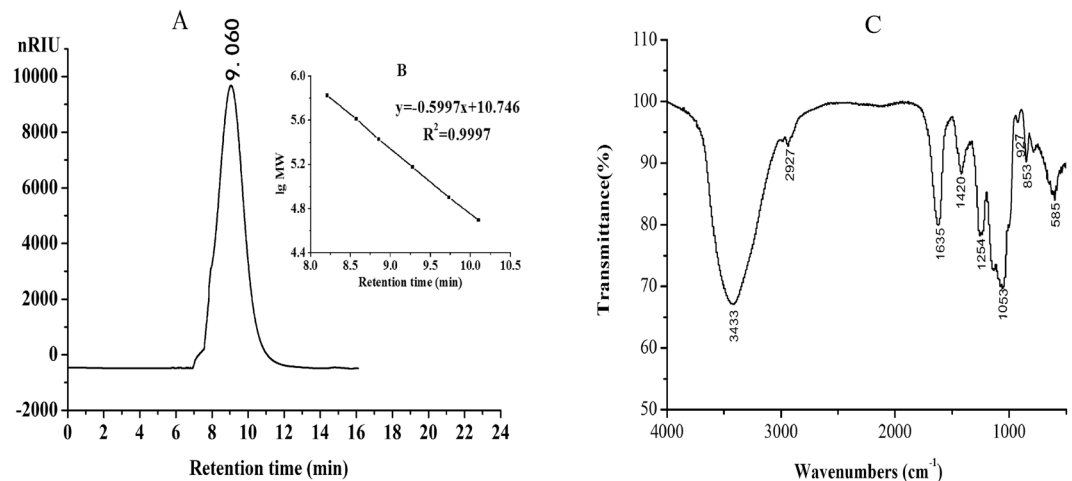 A
nRIU
10000
8000
6000
4000
2000
0
-2000
9.060
0 2 4 6 8 10 12 14 16 18 20 22 24
Retention time (min)
B
y=-0.5997x+10.746
R²=0.9997
lg MW
6.0
5.6
5.2
4.8
4.4
8.0 8.5 9.0 9.5 10.0 10.5
Retention time (min)
C
Transmittance(%)
110
100
90
80
70
60
50
3433
2927
1635
1420
1254
1053
927
853
585
4000 3000 2000 1000
Wavenumbers (cm⁻¹)